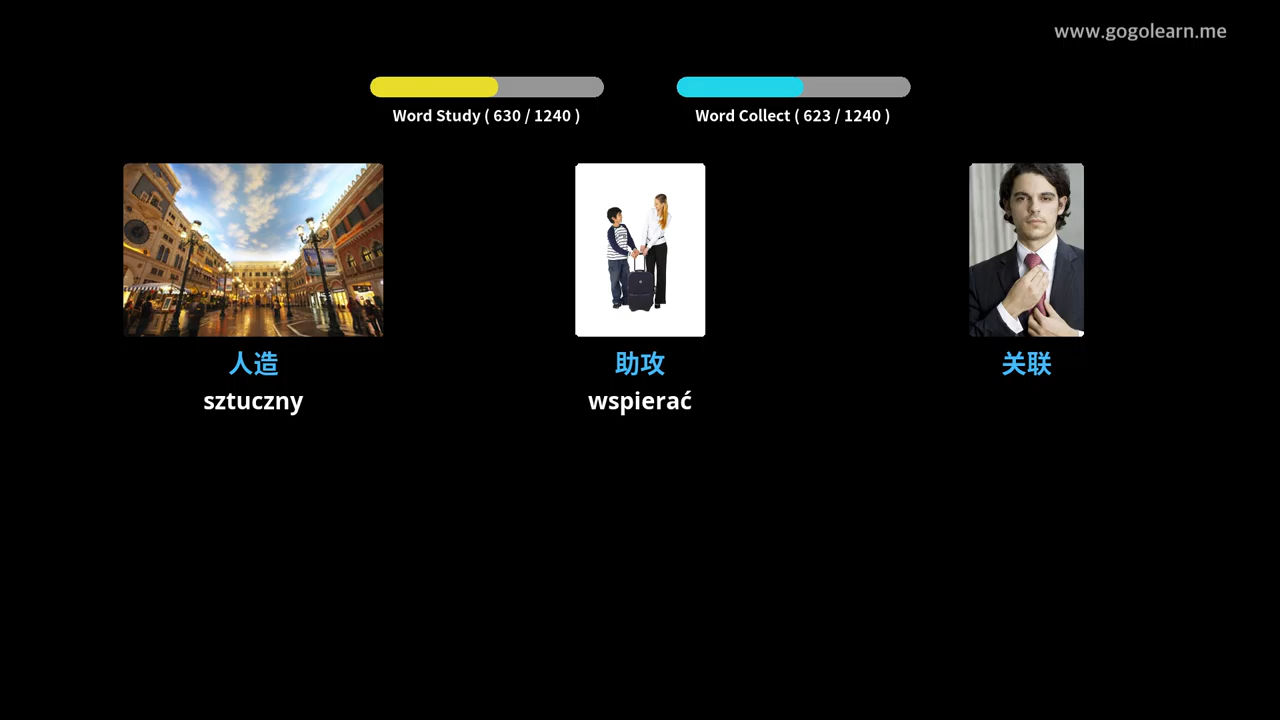 www.gogolearn.me
Word Study ( 630 / 1240 )
Word Collect ( 623 / 1240 )
人造
助攻
关联
sztuczny
wspierać